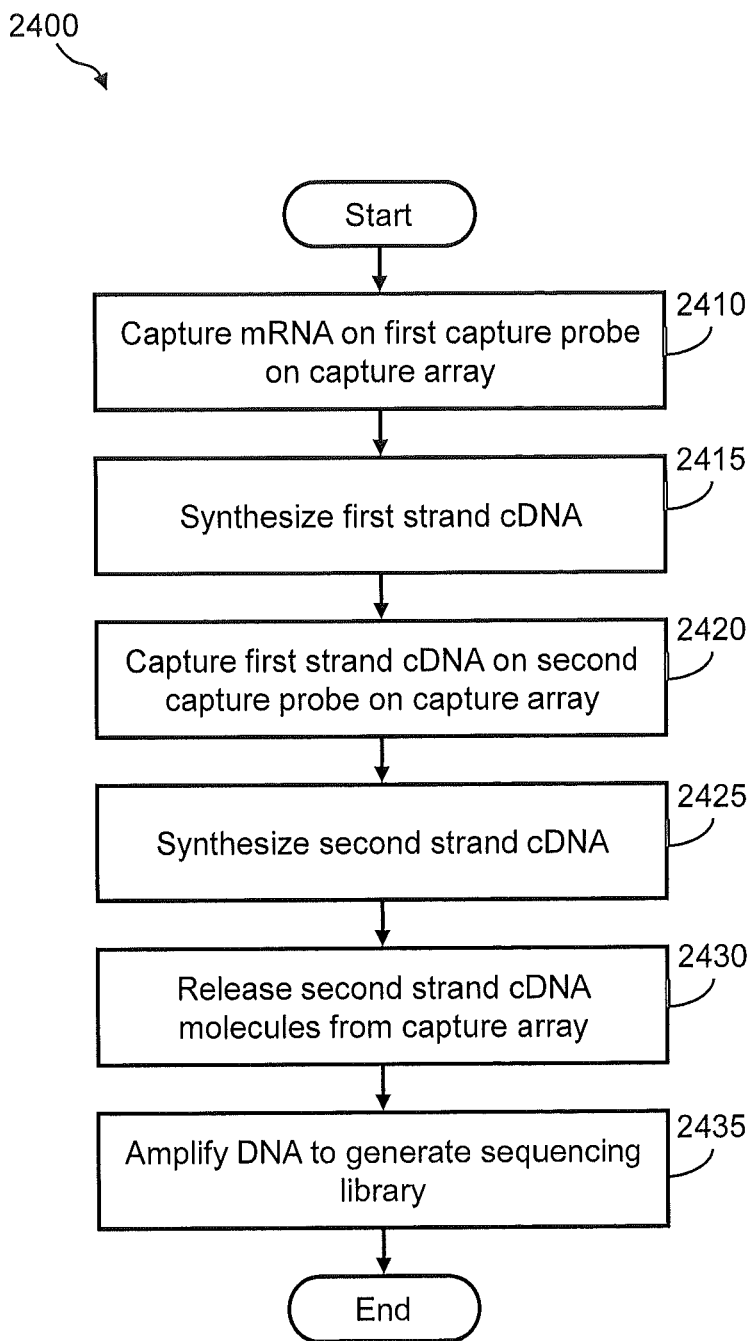 2400
Start
2410
Capture mRNA on first capture probe
on capture array
2415
Synthesize first strand cDNA
2420
Capture first strand cDNA on second
capture probe on capture array
2425
Synthesize second strand cDNA
2430
Release second strand cDNA
molecules from capture array
2435
Amplify DNA to generate sequencing
library
End